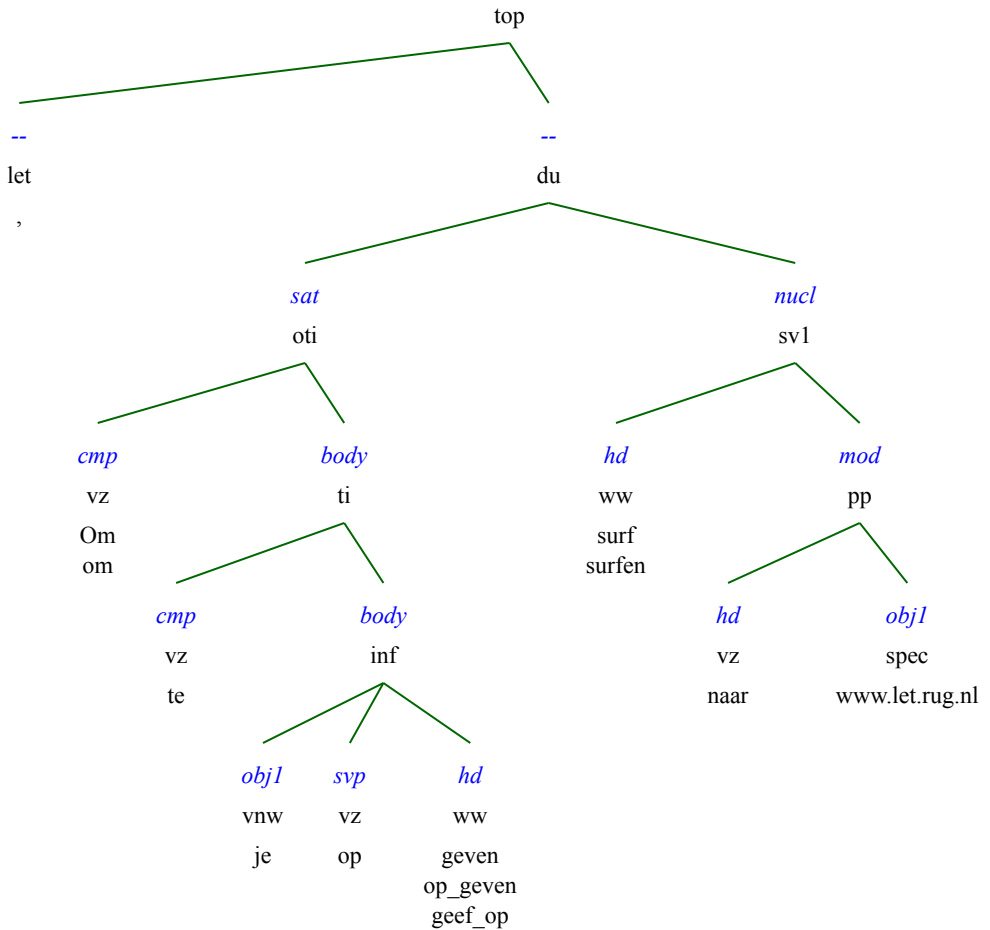 top
-- --
let du
,
sat nucl
oti sv1
cmp body hd mod
vz ti ww pp
Om surf
om surfen
cmp body hd obj1
vz inf vz spec
te naar www.let.rug.nl
obj1 svp hd
vnw vz ww
je op geven
op_geven
geef_op